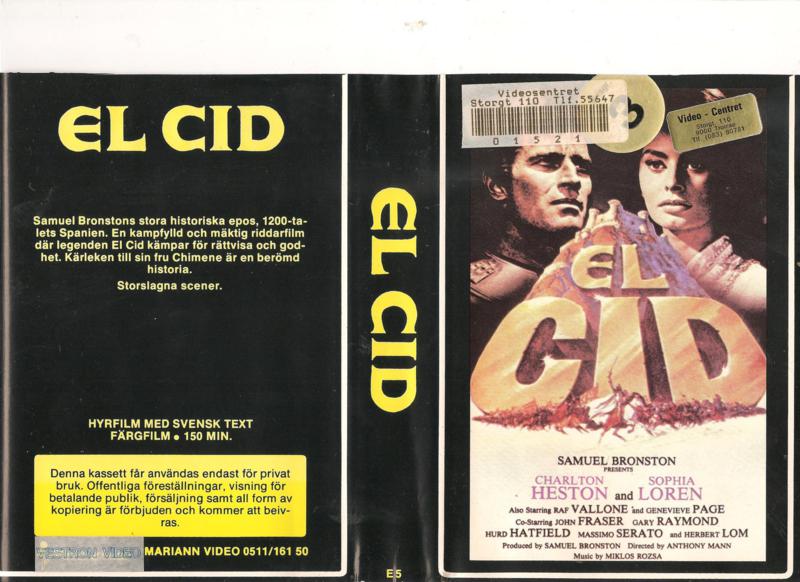 EL CID
Samuel Bronstons stora historiska epos, 1200-ta-
lets Spanien. En kampfylld och mäktig riddarfilm
där legenden El Cid kämpar för rättvisa och god-
het. Kärleken till sin fru Chimene är en berömd
historia.
Storslagna scener.
HYRFILM MED SVENSK TEXT
FÄRGFILM • 150 MIN.
Denna kassett får användas endast för privat
bruk. Offentliga föreställningar, visning för
betalande publik, försäljning samt all form av
kopiering är förbjuden och kommer att beiv-
ras.
WESTRON VIDEO MARIANN VIDEO 0511/161 50
EL CID
E5
Videosentret
Storgt 110 Tlf.55647
01521
Video - Centret
Storgt. 110
9000 Tromsø
Tlf. (083) 80781
EL
CID
SAMUEL BRONSTON
PRESENTS
CHARLTON SOPHIA
HESTON and LOREN
Also Starring RAF VALLONE and GENEVIEVE PAGE
Co-Starring JOHN FRASER GARY RAYMOND
HURD HATFIELD MASSIMO SERATO and HERBERT LOM
Produced by SAMUEL BRONSTON Directed by ANTHONY MANN
Music by MIKLOS ROZSA